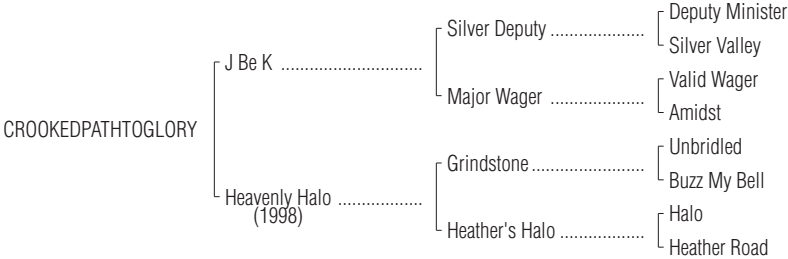 Deputy Minister
Silver Deputy ....................
Silver Valley
J Be K ..............................
Valid Wager
Major Wager ....................
Amidst
CROOKEDPATHTOGLORY
Unbridled
Grindstone ........................
Buzz My Bell
Heavenly Halo ..................
(1998)
Halo
Heather's Halo ..................
Heather Road